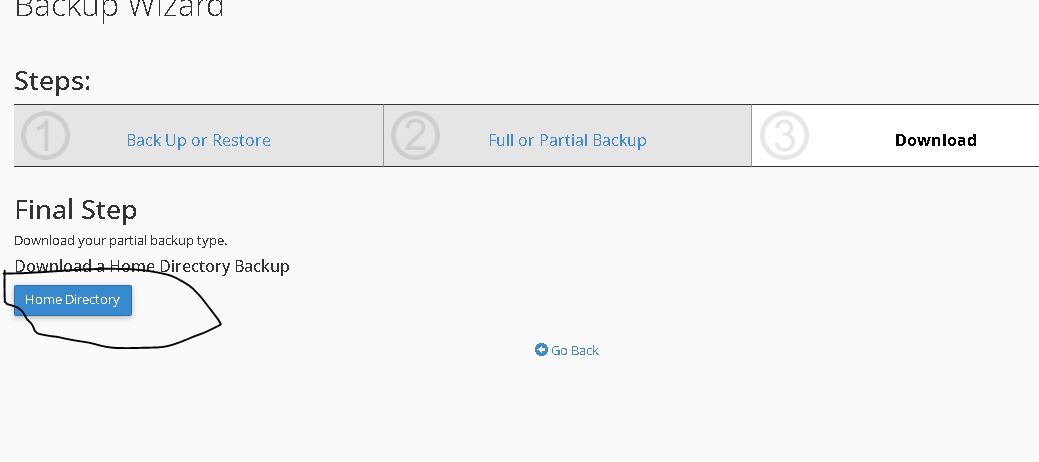 Backup Wizard
Steps:
1 Back Up or Restore 2 Full or Partial Backup 3 Download
Final Step
Download your partial backup type.
Download a Home Directory Backup
Home Directory
Go Back